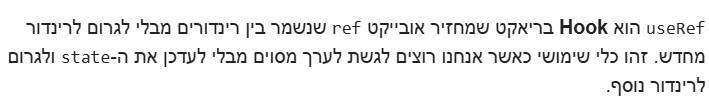 useRef הוא Hook בריאקט שמחזיר אובייקט ref שנשמר בין רינדורים מבלי לגרום לרינדור
מחדש. זהו כלי שימושי כאשר אנחנו רוצים לגשת לערך מסוים מבלי לעדכן את ה-state ולגרום
לרינדור נוסף.